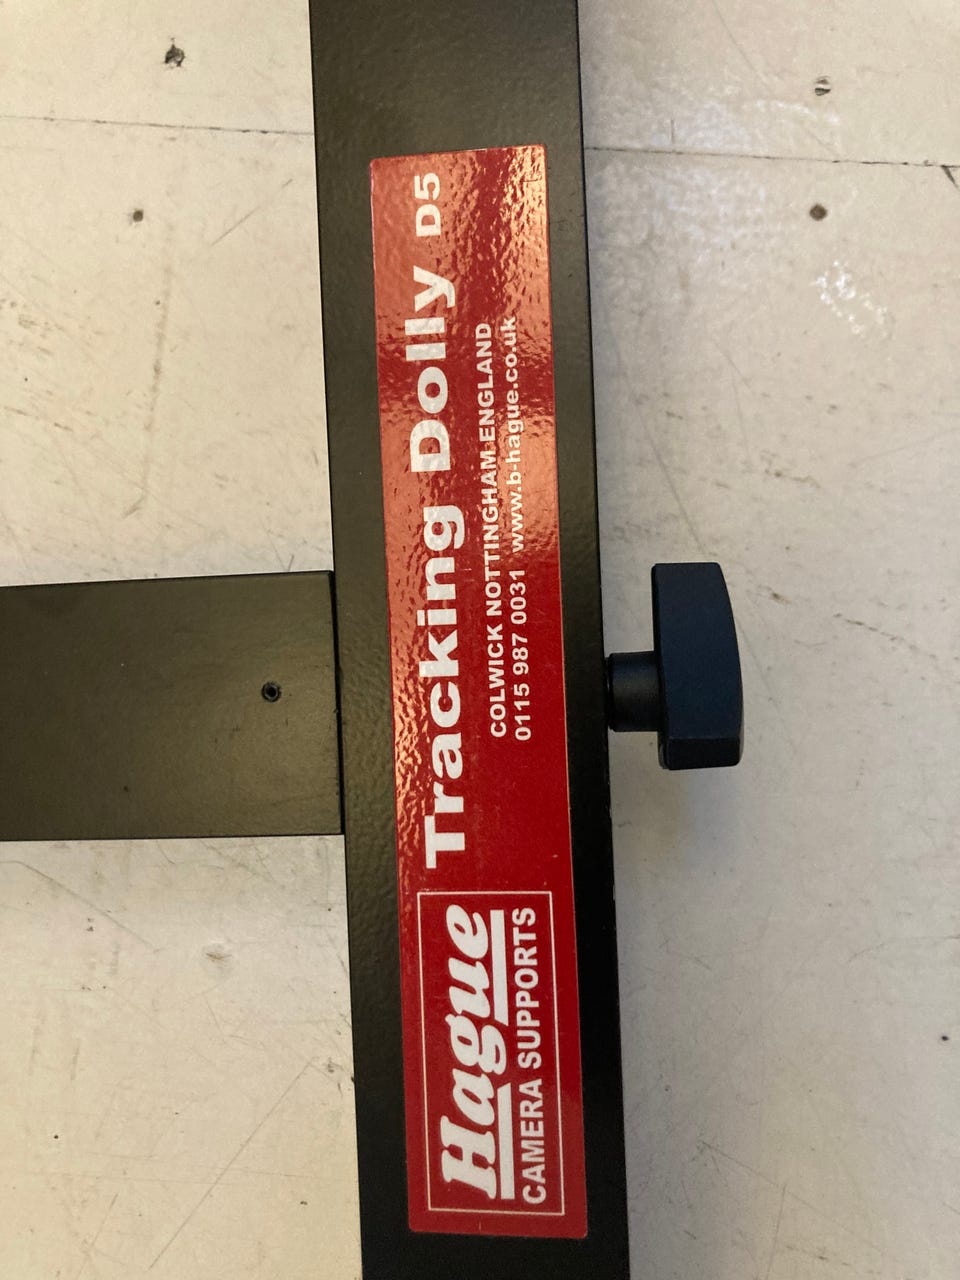 Hague
CAMERA SUPPORTS
Tracking Dolly D5
COLWICK NOTTINGHAM ENGLAND
0115 987 0031 www.b-hague.co.uk